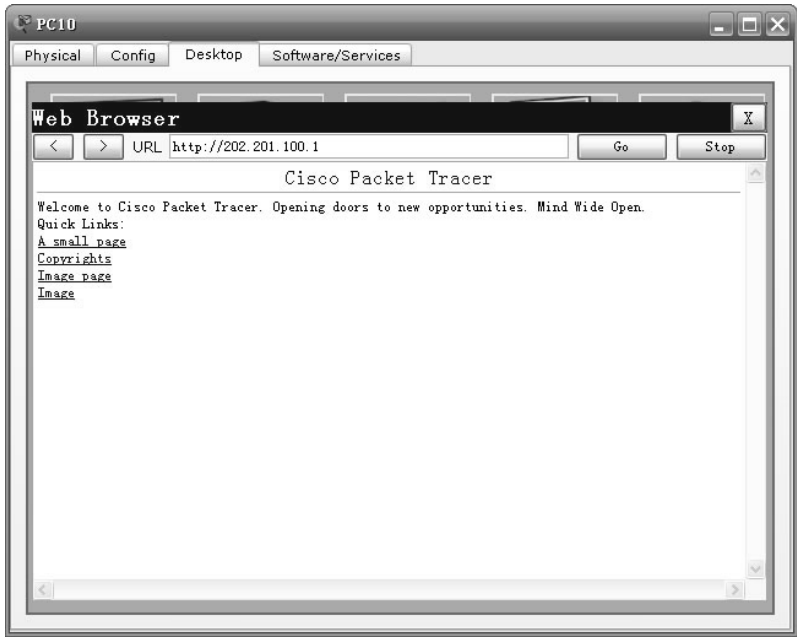 PC10
Physical Config Desktop Software/Services
Web Browser X
< > URL http://202.201.100.1 Go Stop
Cisco Packet Tracer
Welcome to Cisco Packet Tracer. Opening doors to new opportunities. Mind Wide Open.
Quick Links:
A small page
Copyrights
Image page
Image